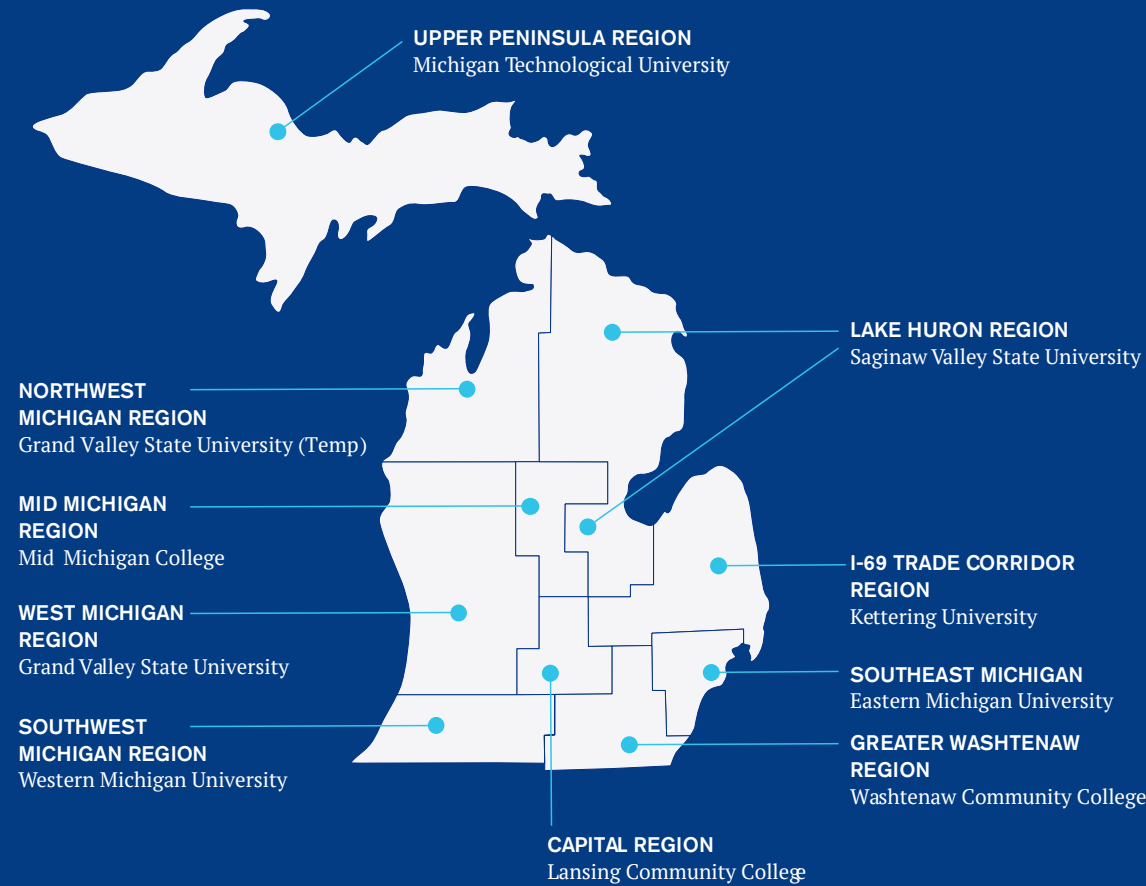 UPPER PENINSULA REGION
Michigan Technological University
LAKE HURON REGION
Saginaw Valley State University
NORTHWEST
MICHIGAN REGION
Grand Valley State University (Temp)
MID MICHIGAN
REGION
Mid Michigan College
WEST MICHIGAN
REGION
Grand Valley State University
SOUTHWEST
MICHIGAN REGION
Western Michigan University
I-69 TRADE CORRIDOR
REGION
Kettering University
SOUTHEAST MICHIGAN
Eastern Michigan University
GREATER WASHTENAW
REGION
Washtenaw Community College
CAPITAL REGION
Lansing Community College